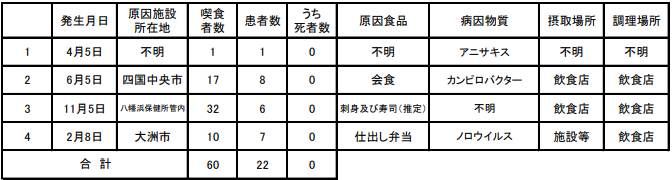 発生月日 原因施設所在地 喫食者数 患者数 うち死者数 原因食品 病因物質 摂取場所 調理場所
1 4月5日 不明 1 1 0 不明 アニサキス 不明 不明
2 6月5日 四国中央市 17 8 0 会食 カンピロバクター 飲食店 飲食店
3 11月5日 八幡浜保健所管内 32 6 0 刺身及び寿司(推定) 不明 飲食店 飲食店
4 2月8日 大洲市 10 7 0 仕出し弁当 ノロウイルス 施設等 飲食店
合 計 60 22 0